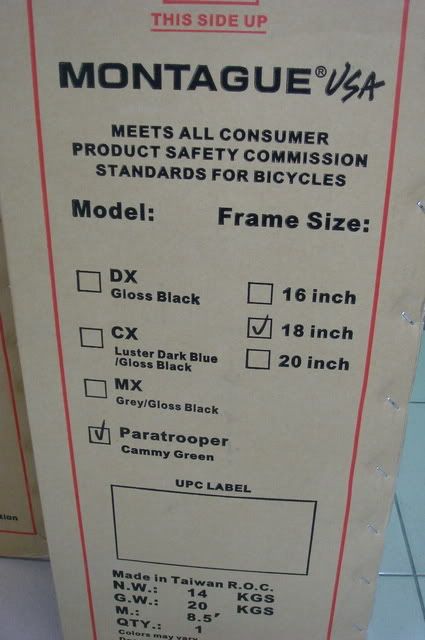 THIS SIDE UP
MONTAGUE® USA
MEETS ALL CONSUMER
PRODUCT SAFETY COMMISSION
STANDARDS FOR BICYCLES
Model: Frame Size:
DX
Gloss Black
CX
Luster Dark Blue
/Gloss Black
MX
Grey/Gloss Black
Paratrooper
Cammy Green
16 inch
18 inch
20 inch
UPC LABEL
Made in Taiwan R.O.C.
N.W.: 14 KGS
G.W.: 20 KGS
M.: 8.5'
QTY.: 1
Colors may vary